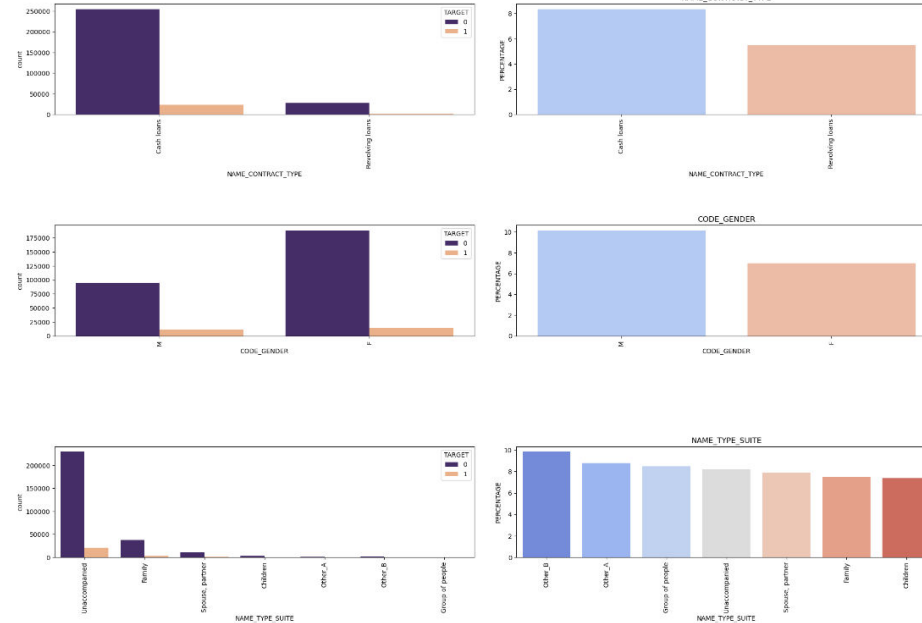 250000
200000
150000
100000
50000
0
count
TARGET
0
1
Cash loans
Revolving loans
NAME_CONTRACT_TYPE
8
6
4
2
0
PERCENTAGE
Cash loans
Revolving loans
NAME_CONTRACT_TYPE
175000
150000
125000
100000
75000
50000
25000
0
count
TARGET
0
1
M
F
CODE_GENDER
CODE_GENDER
10
8
6
4
2
0
PERCENTAGE
M
F
CODE_GENDER
200000
150000
100000
50000
0
count
TARGET
0
1
Unaccompanied
Family
Spouse, partner
Children
Other_A
Other_B
Group of people
NAME_TYPE_SUITE
NAME_TYPE_SUITE
10
8
6
4
2
0
PERCENTAGE
Other_B
Other_A
Group of people
Unaccompanied
Spouse, partner
Family
Children
NAME_TYPE_SUITE